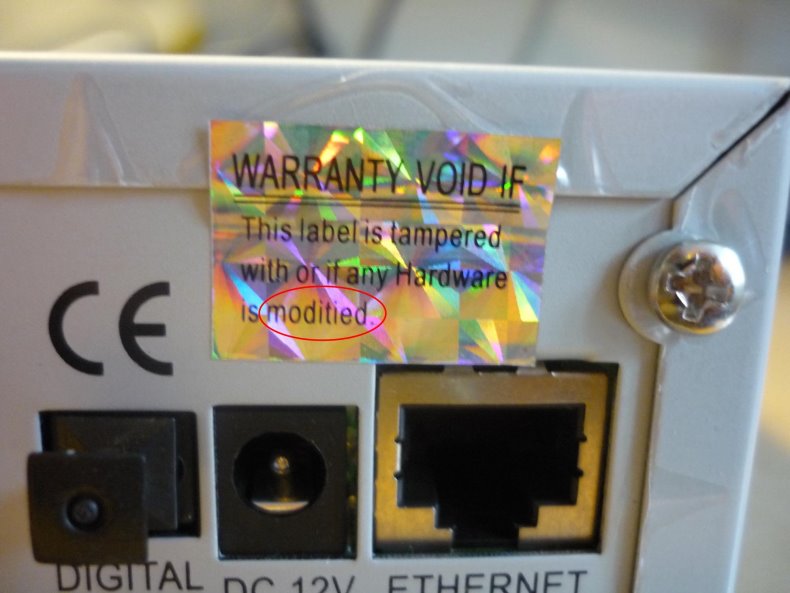 WARRANTY VOID IF
This label is tampered
with or if any Hardware
is moditied.
CE
DIGITAL DC 12V ETHERNET